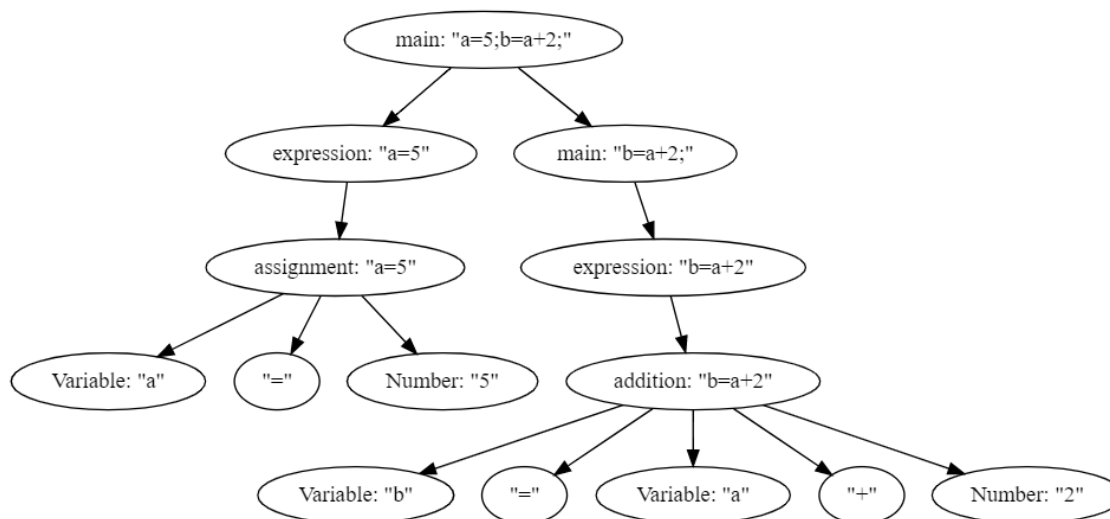 main: "a=5;b=a+2;"
expression: "a=5"
main: "b=a+2;"
assignment: "a=5"
expression: "b=a+2"
Variable: "a"
"="
Number: "5"
addition: "b=a+2"
Variable: "b"
"="
Variable: "a"
"+"
Number: "2"